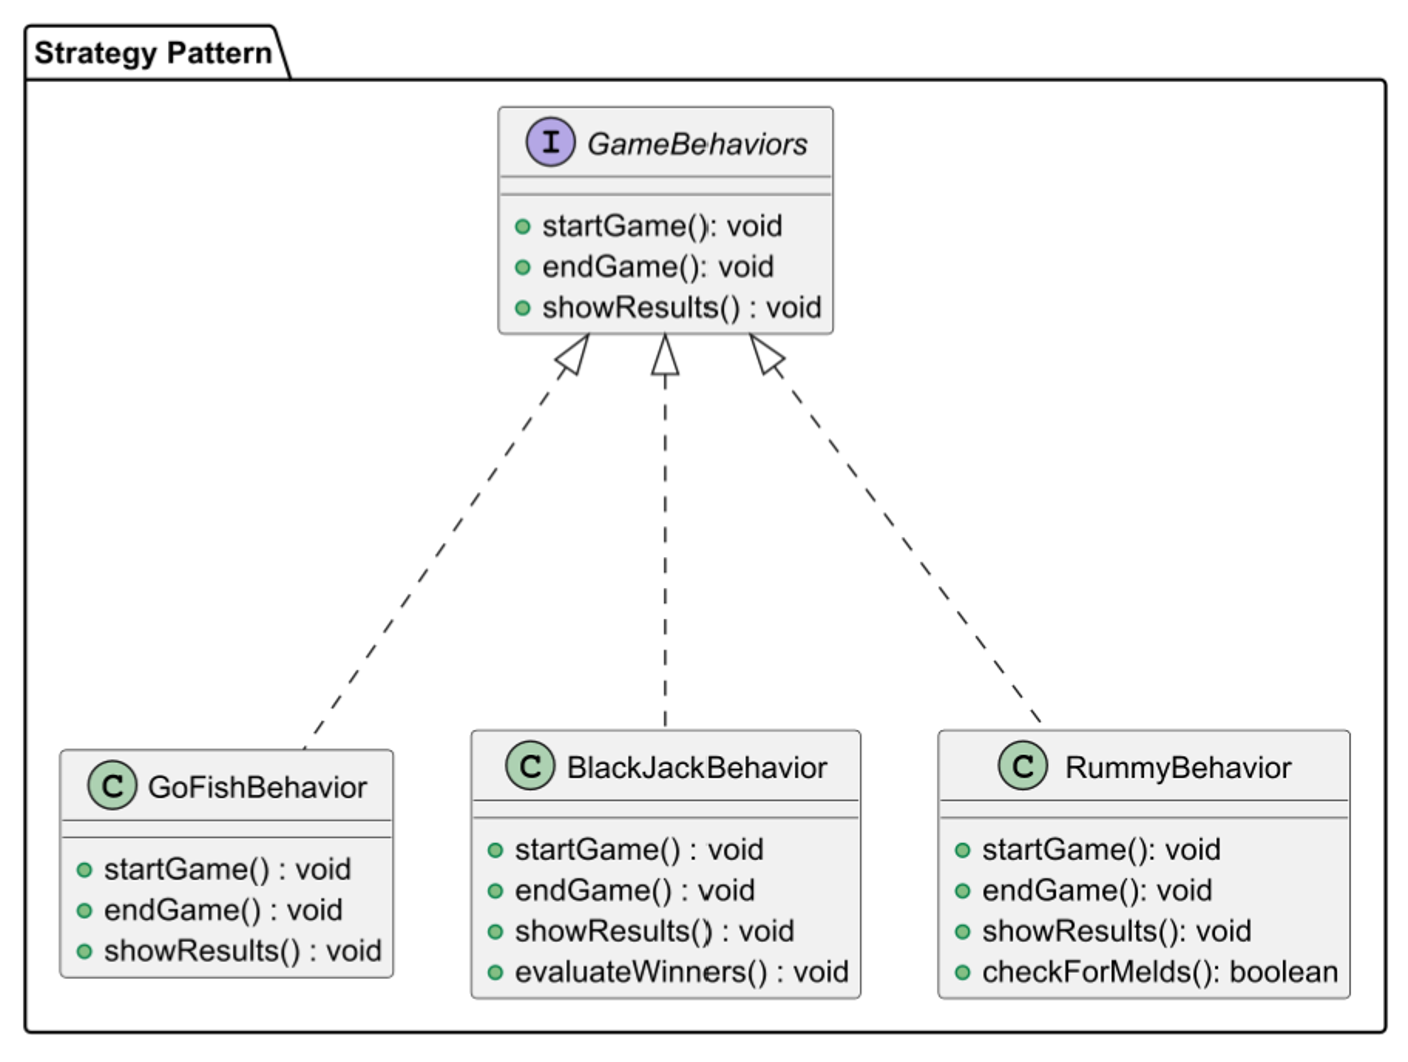 Strategy Pattern
I GameBehaviors
startGame(): void
endGame(): void
showResults() : void
C GoFishBehavior
startGame() : void
endGame() : void
showResults() : void
C BlackJackBehavior
startGame() : void
endGame() : void
showResults() : void
evaluateWinners() : void
C RummyBehavior
startGame(): void
endGame(): void
showResults(): void
checkForMelds(): boolean